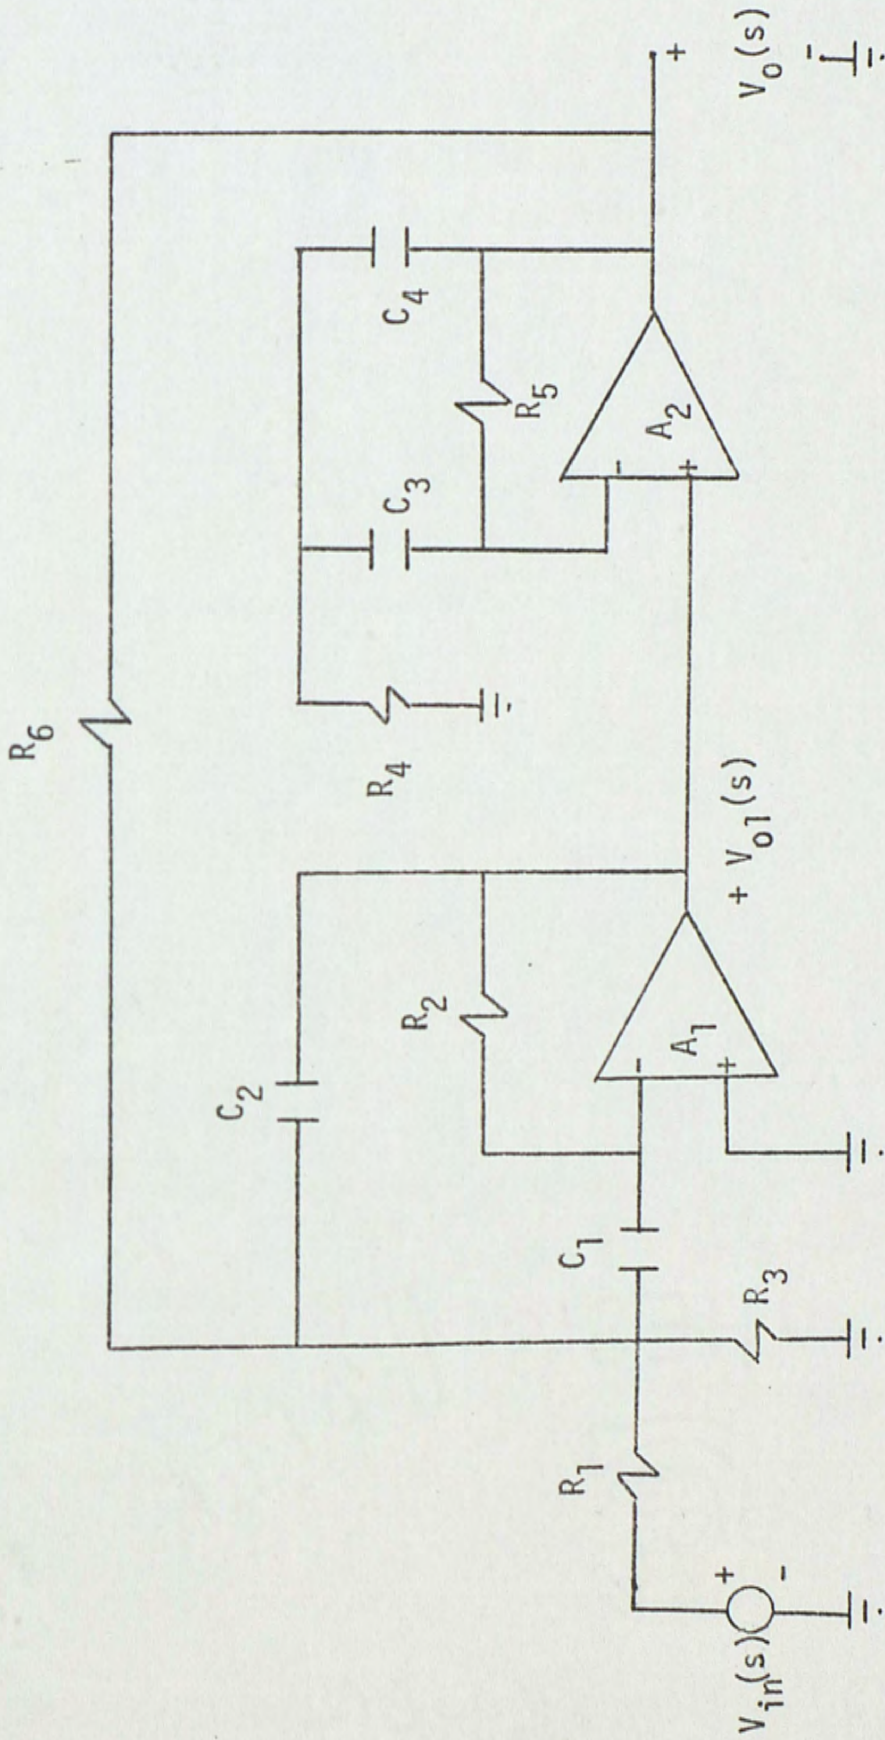 R6
C2
R2
C3
C4
R5
R4
A2
-
+
R1
C1
A1
-
+
R3
Vin(s)
+
-
+ Vo1(s)
+
Vo(s)
-